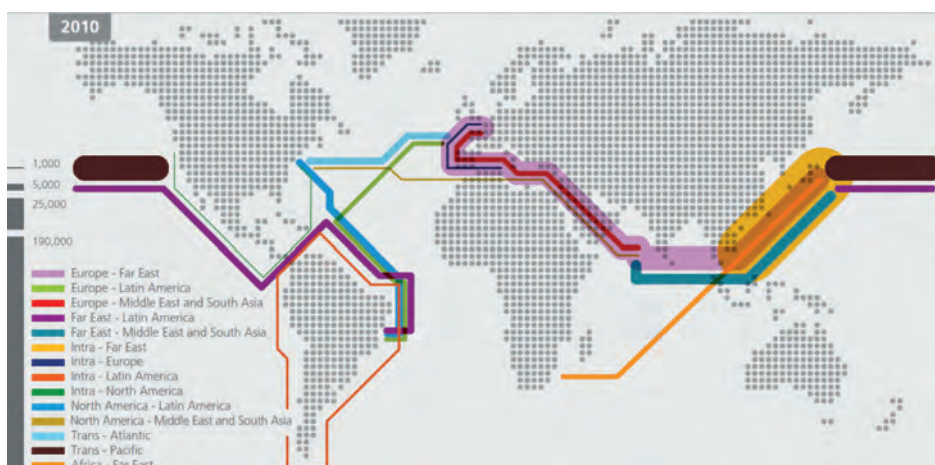 2010
1,000
5,000
25,000
190,000
Europe - Far East
Europe - Latin America
Europe - Middle East and South Asia
Far East - Latin America
Far East - Middle East and South Asia
Intra - Far East
Intra - Europe
Intra - Latin America
Intra - North America
North America - Latin America
North America - Middle East and South Asia
Trans - Atlantic
Trans - Pacific
Africa - Far East